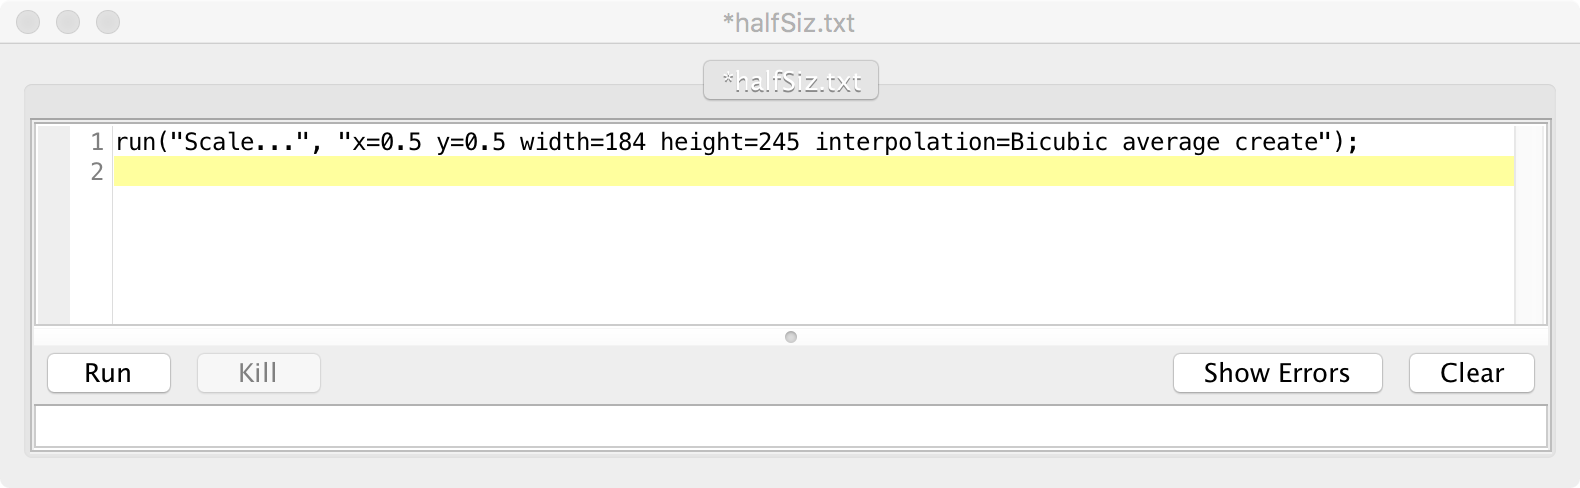 *halfSiz.txt
*halfSiz.txt
1 run("Scale...", "x=0.5 y=0.5 width=184 height=245 interpolation=Bicubic average create");
2
Run Kill Show Errors Clear